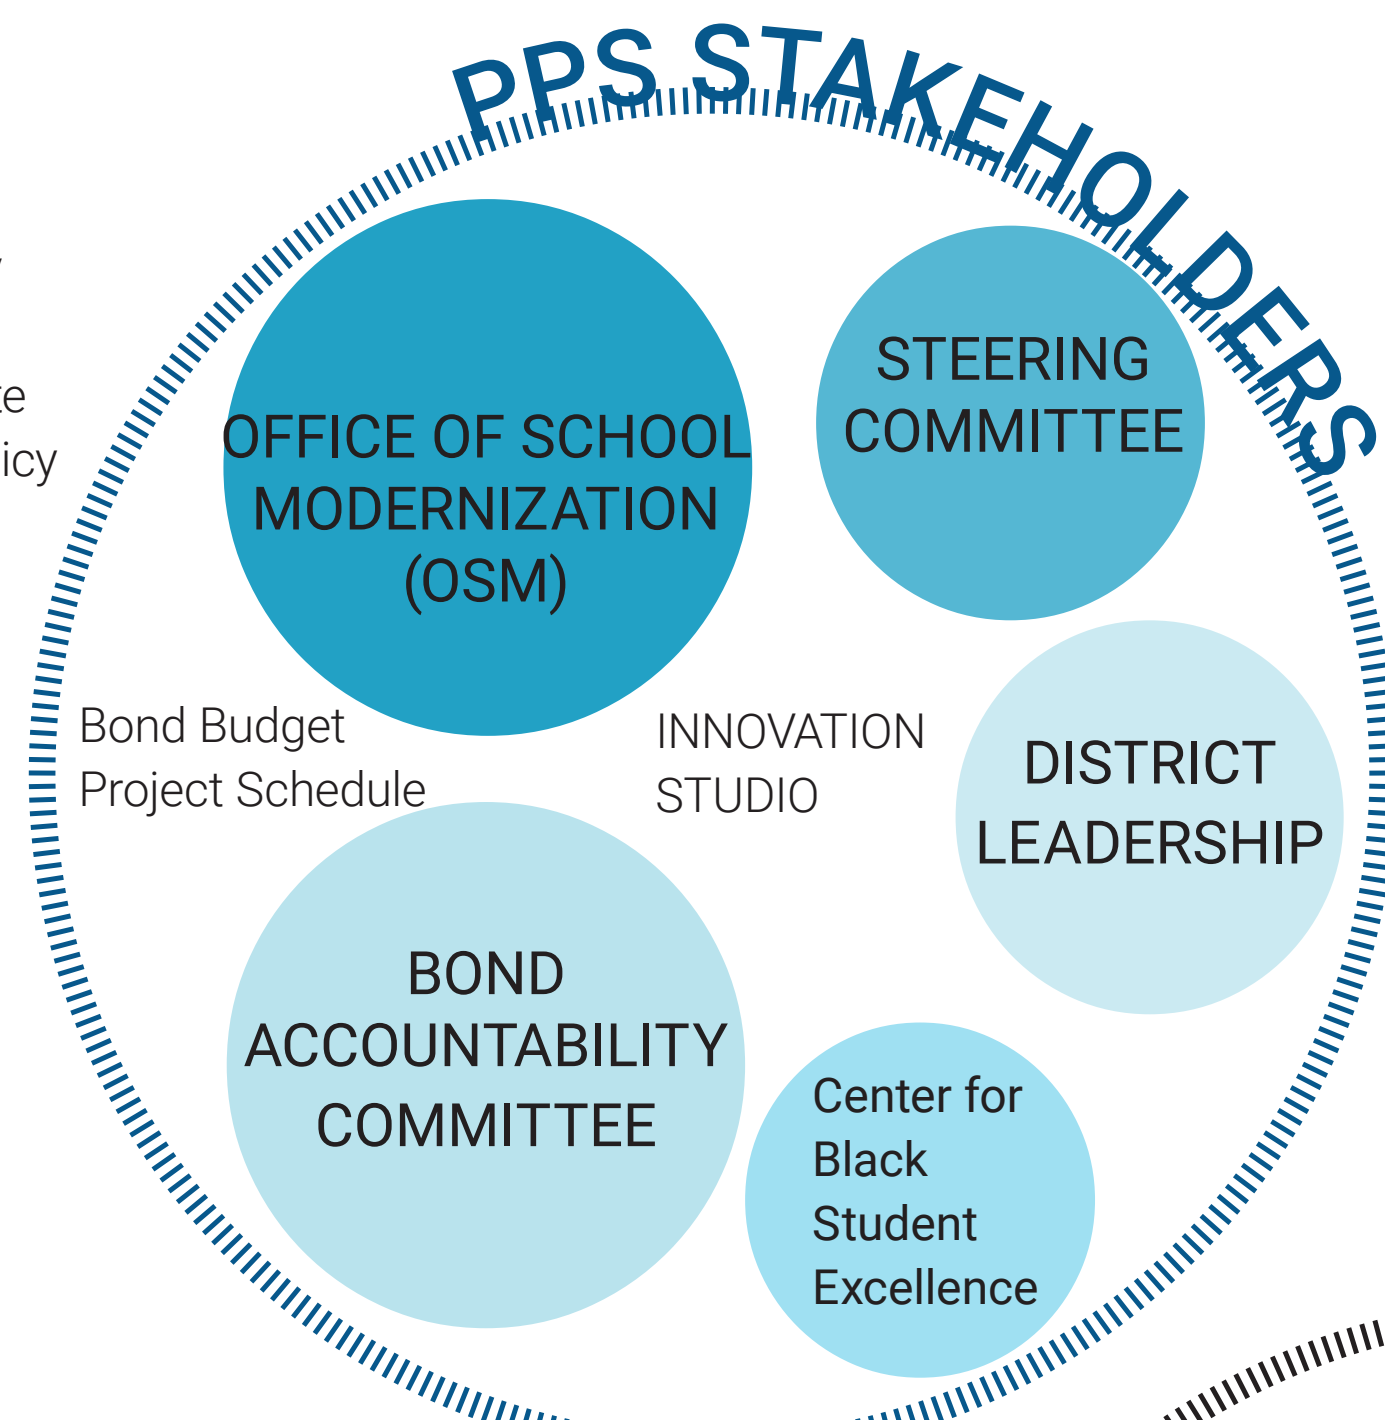 PPS STAKEHOLDERS
OFFICE OF SCHOOL
MODERNIZATION
(OSM)
STEERING
COMMITTEE
Bond Budget
Project Schedule
INNOVATION
STUDIO
DISTRICT
LEADERSHIP
BOND
ACCOUNTABILITY
COMMITTEE
Center for
Black
Student
Excellence